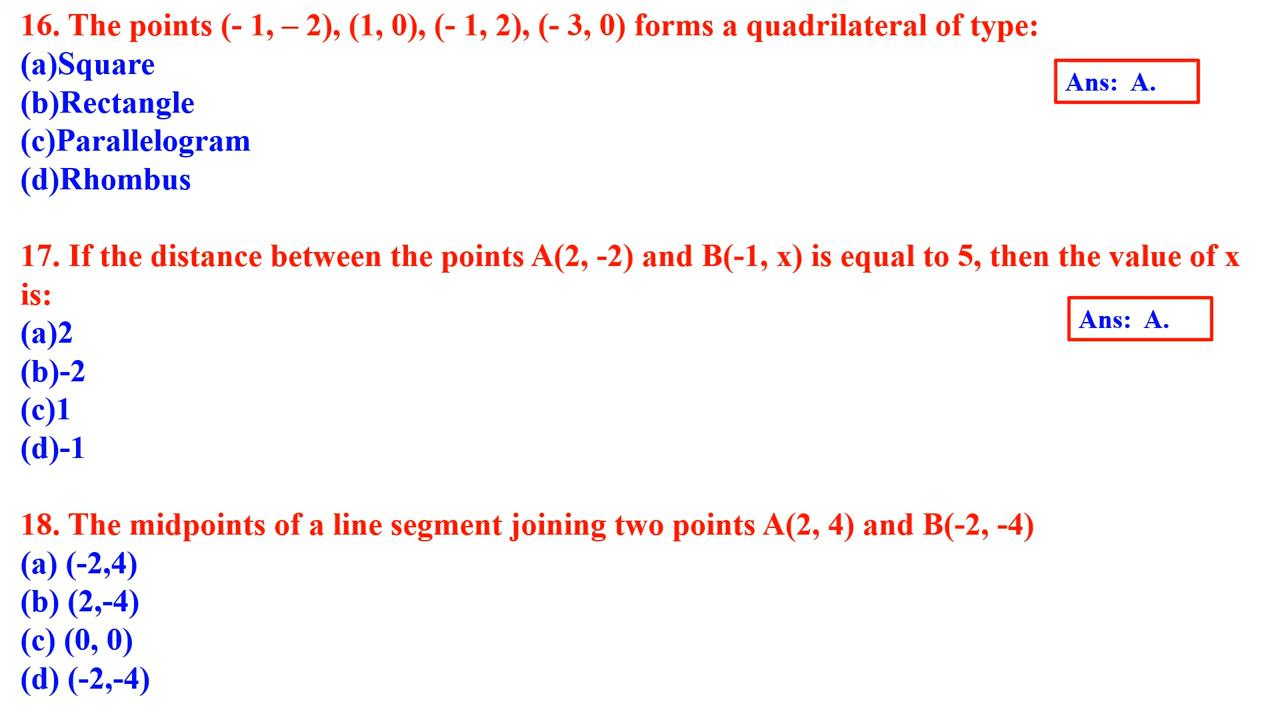 16. The points (- 1, – 2), (1, 0), (- 1, 2), (- 3, 0) forms a quadrilateral of type:
(a)Square
Ans: A.
(b)Rectangle
(c)Parallelogram
(d)Rhombus
17. If the distance between the points A(2, -2) and B(-1, x) is equal to 5, then the value of x
is:
Ans: A.
(a)2
(b)-2
(c)1
(d)-1
18. The midpoints of a line segment joining two points A(2, 4) and B(-2, -4)
(a) (-2,4)
(b) (2,-4)
(c) (0, 0)
(d) (-2,-4)